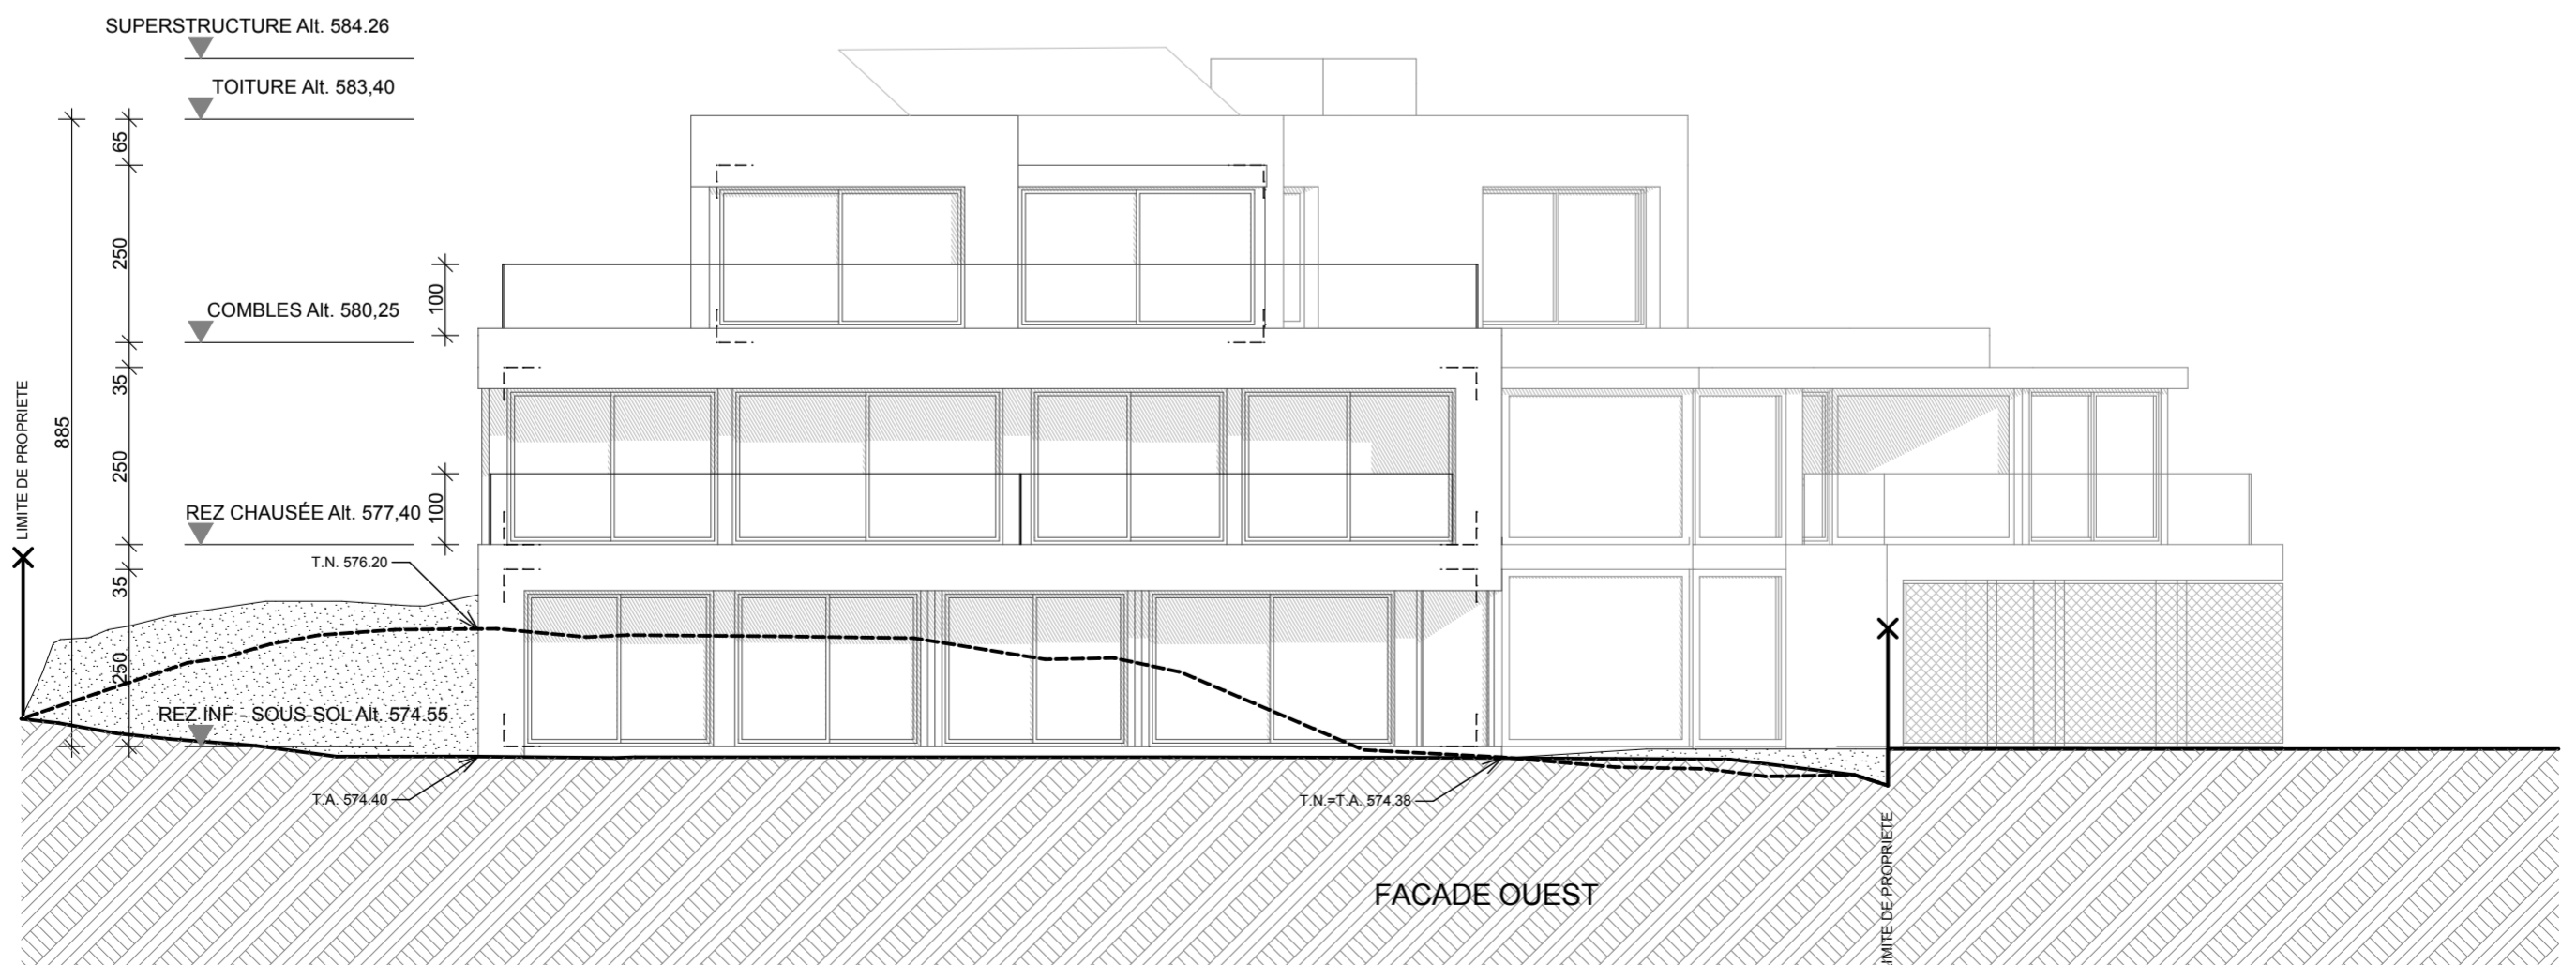 SUPERSTRUCTURE Alt. 584.26
TOITURE Alt. 583,40
65
250
COMBLES Alt. 580,25
100
35
LIMITE DE PROPRIETE
885
250
REZ CHAUSÉE Alt. 577,40
100
T.N. 576.20
35
250
REZ INF - SOUS-SOL Alt. 574.55
T.A. 574.40
T.N.=T.A. 574.38
FACADE OUEST
IMITE DE PROPRIETE